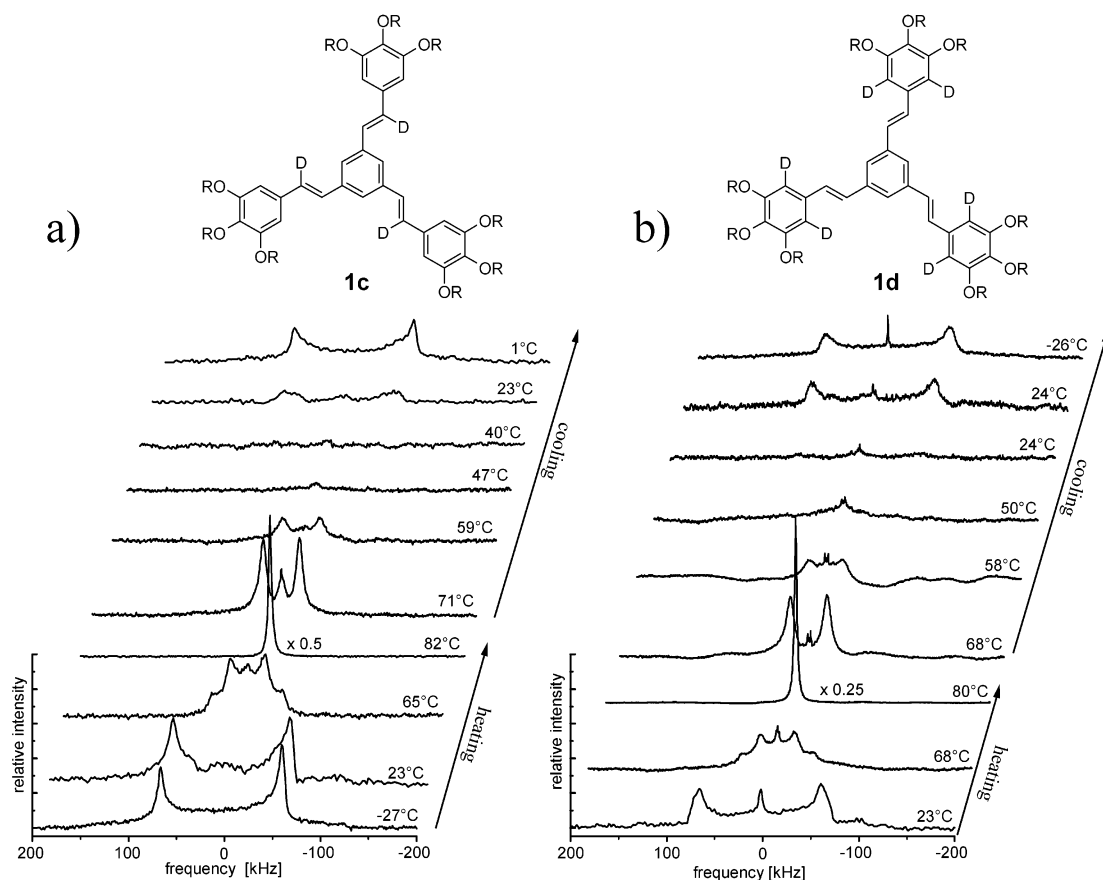 a)
OR
RO
OR
D
D
RO
RO
OR
D
OR
OR
OR
1c
1°C
23°C
40°C
47°C
59°C
71°C
82°C
x 0.5
65°C
23°C
-27°C
cooling
heating
relative intensity
200
100
0
-100
-200
frequency [kHz]
b)
OR
RO
OR
D
D
D
RO
RO
D
OR
D
D
OR
OR
OR
1d
-26°C
24°C
24°C
50°C
58°C
68°C
x 0.25
80°C
68°C
23°C
cooling
heating
relative intensity
200
100
0
-100
-200
frequency [kHz]